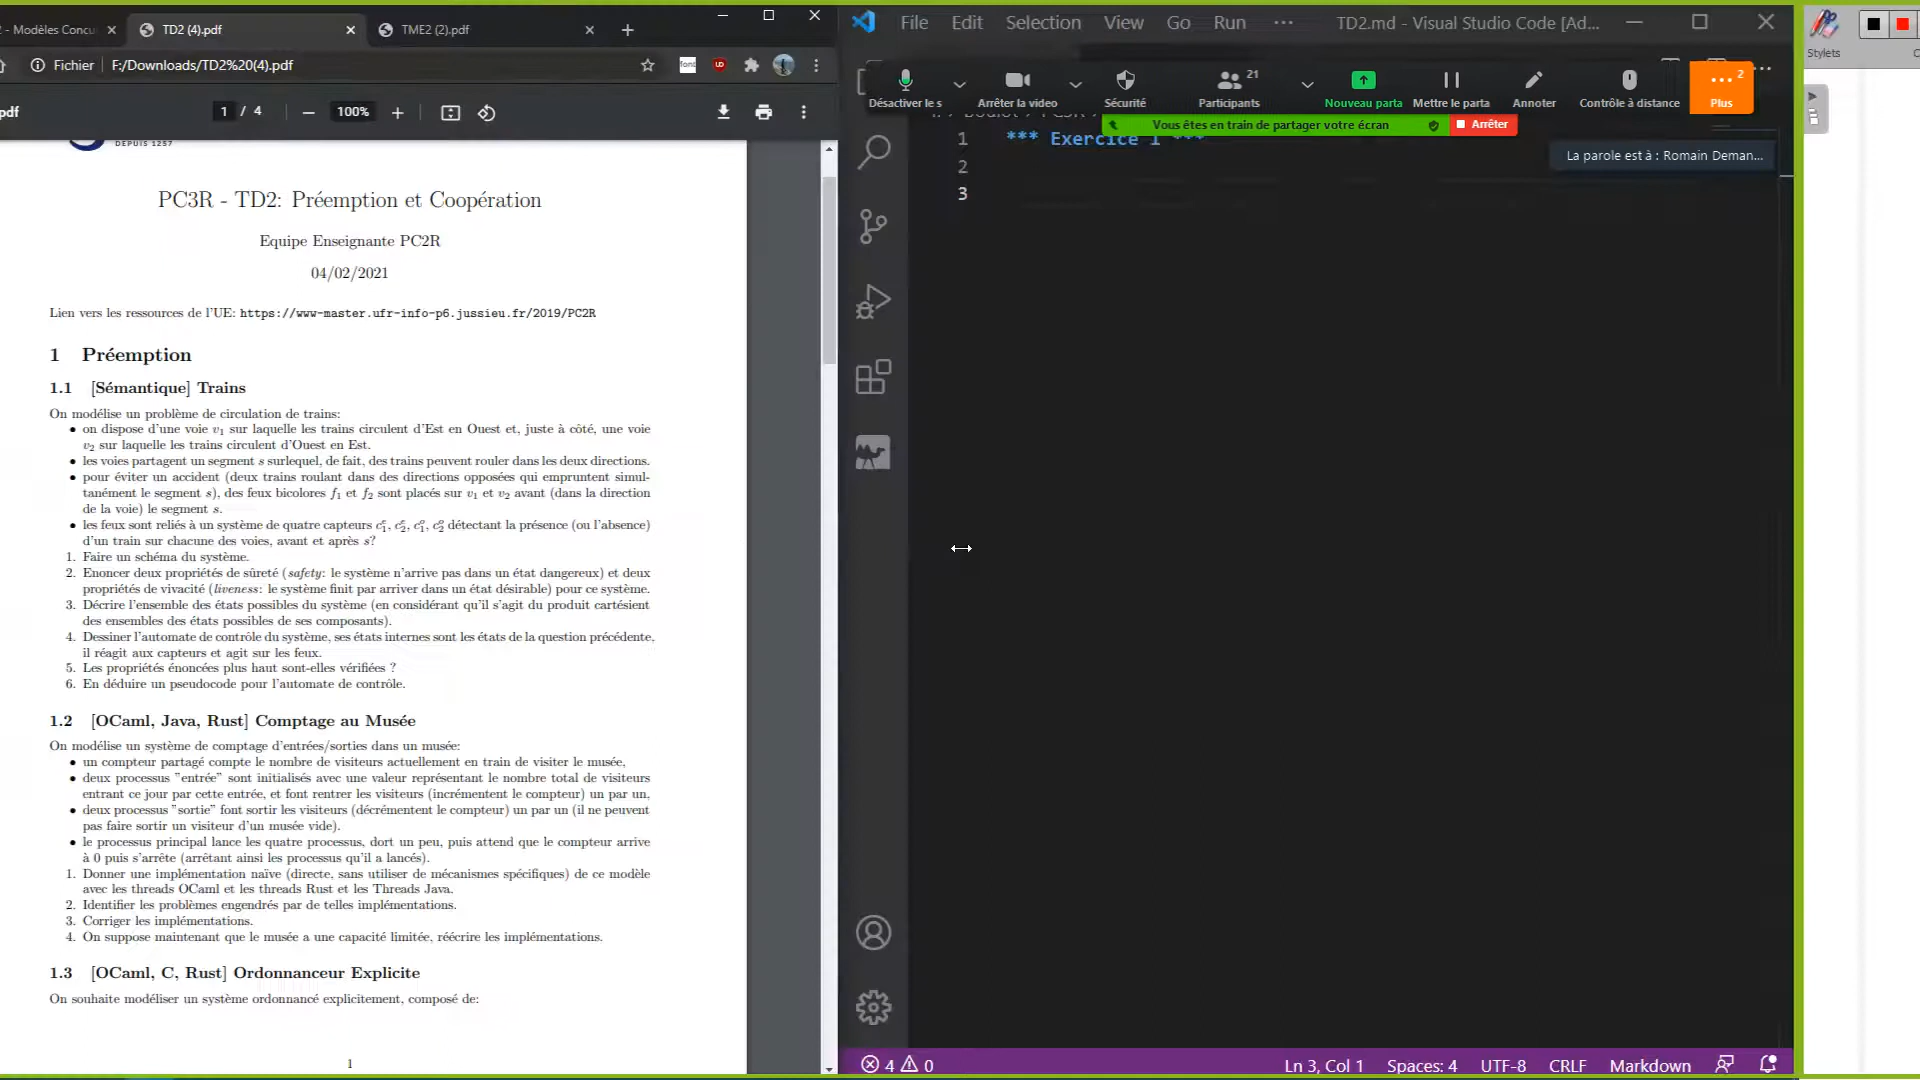 2 - Modèles Concu
TD2 (4).pdf
TME2 (2).pdf
Fichier
F:/Downloads/TD2%20(4).pdf
pdf
1 / 4
100%
DEPUIS 1257
PC3R - TD2: Préemption et Coopération
Equipe Enseignante PC2R
04/02/2021
Lien vers les ressources de l'UE: https://www-master.ufr-info-p6.jussieu.fr/2019/PC2R
1 Préemption
1.1 [Sémantique] Trains
On modélise un problème de circulation de trains:
• on dispose d'une voie v1 sur laquelle les trains circulent d'Est en Ouest et, juste à côté, une voie
v2 sur laquelle les trains circulent d'Ouest en Est.
• les voies partagent un segment s surlequel, de fait, des trains peuvent rouler dans les deux directions.
• pour éviter un accident (deux trains roulant dans des directions opposées qui empruntent simul-
tanément le segment s), des feux bicolores f1 et f2 sont placés sur v1 et v2 avant (dans la direction
de la voie) le segment s.
• les feux sont reliés à un système de quatre capteurs c1^e, c2^e, c1^o, c2^o détectant la présence (ou l'absence)
d'un train sur chacune des voies, avant et après s?
1. Faire un schéma du système.
2. Enoncer deux propriétés de sûreté (safety: le système n'arrive pas dans un état dangereux) et deux
propriétés de vivacité (liveness: le système finit par arriver dans un état désirable) pour ce système.
3. Décrire l'ensemble des états possibles du système (en considérant qu'il s'agit du produit cartésient
des ensembles des états possibles de ses composants).
4. Dessiner l'automate de contrôle du système, ses états internes sont les états de la question précédente,
il réagit aux capteurs et agit sur les feux.
5. Les propriétés énoncées plus haut sont-elles vérifiées ?
6. En déduire un pseudocode pour l'automate de contrôle.
1.2 [OCaml, Java, Rust] Comptage au Musée
On modélise un système de comptage d'entrées/sorties dans un musée:
• un compteur partagé compte le nombre de visiteurs actuellement en train de visiter le musée,
• deux processus "entrée" sont initialisés avec une valeur représentant le nombre total de visiteurs
entrant ce jour par cette entrée, et font rentrer les visiteurs (incrémentent le compteur) un par un,
• deux processus "sortie" font sortir les visiteurs (décrémentent le compteur) un par un (il ne peuvent
pas faire sortir un visiteur d'un musée vide).
• le processus principal lance les quatre processus, dort un peu, puis attend que le compteur arrive
à 0 puis s'arrête (arrêtant ainsi les processus qu'il a lancés).
1. Donner une implémentation naïve (directe, sans utiliser de mécanismes spécifiques) de ce modèle
avec les threads OCaml et les threads Rust et les Threads Java.
2. Identifier les problèmes engendrés par de telles implémentations.
3. Corriger les implémentations.
4. On suppose maintenant que le musée a une capacité limitée, réécrire les implémentations.
1.3 [OCaml, C, Rust] Ordonnanceur Explicite
On souhaite modéliser un système ordonnancé explicitement, composé de:
1
File Edit Selection View Go Run ··· TD2.md - Visual Studio Code [Ad...
Désactiver le s
Arrêter la video
Sécurité
21
Participants
Nouveau parta
Mettre le parta
Annoter
Contrôle à distance
2
Plus
Vous êtes en train de partager votre écran
Arrêter
La parole est à : Romain Deman...
1 *** Exercice 1 ***
2
3
4 0
Ln 3, Col 1 Spaces: 4 UTF-8 CRLF Markdown
Stylets